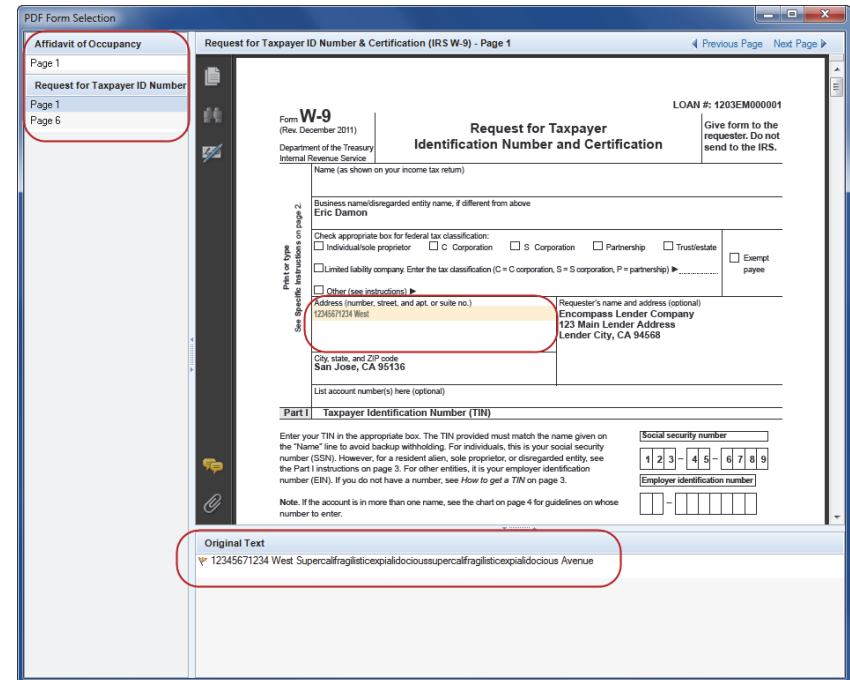 PDF Form Selection
Affidavit of Occupancy
Page 1
Request for Taxpayer ID Number
Page 1
Page 6
Request for Taxpayer ID Number & Certification (IRS W-9) - Page 1
Previous Page Next Page
LOAN #: 1203EM000001
Form W-9
(Rev. December 2011)
Department of the Treasury
Internal Revenue Service
Request for Taxpayer
Identification Number and Certification
Give form to the
requester. Do not
send to the IRS.
Print or type
See Specific Instructions on page 2.
Name (as shown on your income tax return)
Business name/disregarded entity name, if different from above
Eric Damon
Check appropriate box for federal tax classification:
Individual/sole proprietor C Corporation S Corporation Partnership Trust/estate
Limited liability company. Enter the tax classification (C = C corporation, S = S corporation, P = partnership) ▶
Other (see instructions) ▶
Exempt
payee
Address (number, street, and apt. or suite no.)
12345671234 West
Requester's name and address (optional)
Encompass Lender Company
123 Main Lender Address
Lender City, CA 94568
City, state, and ZIP code
San Jose, CA 95136
List account number(s) here (optional)
Part I Taxpayer Identification Number (TIN)
Enter your TIN in the appropriate box. The TIN provided must match the name given on
the "Name" line to avoid backup withholding. For individuals, this is your social security
number (SSN). However, for a resident alien, sole proprietor, or disregarded entity, see
the Part I instructions on page 3. For other entities, it is your employer identification
number (EIN). If you do not have a number, see How to get a TIN on page 3.
Note. If the account is in more than one name, see the chart on page 4 for guidelines on whose
number to enter.
Social security number
1 2 3 – 4 5 – 6 7 8 9
Employer identification number
–
Original Text
12345671234 West Supercalifragilisticexpialidocioussupercalifragilisticexpialidocious Avenue